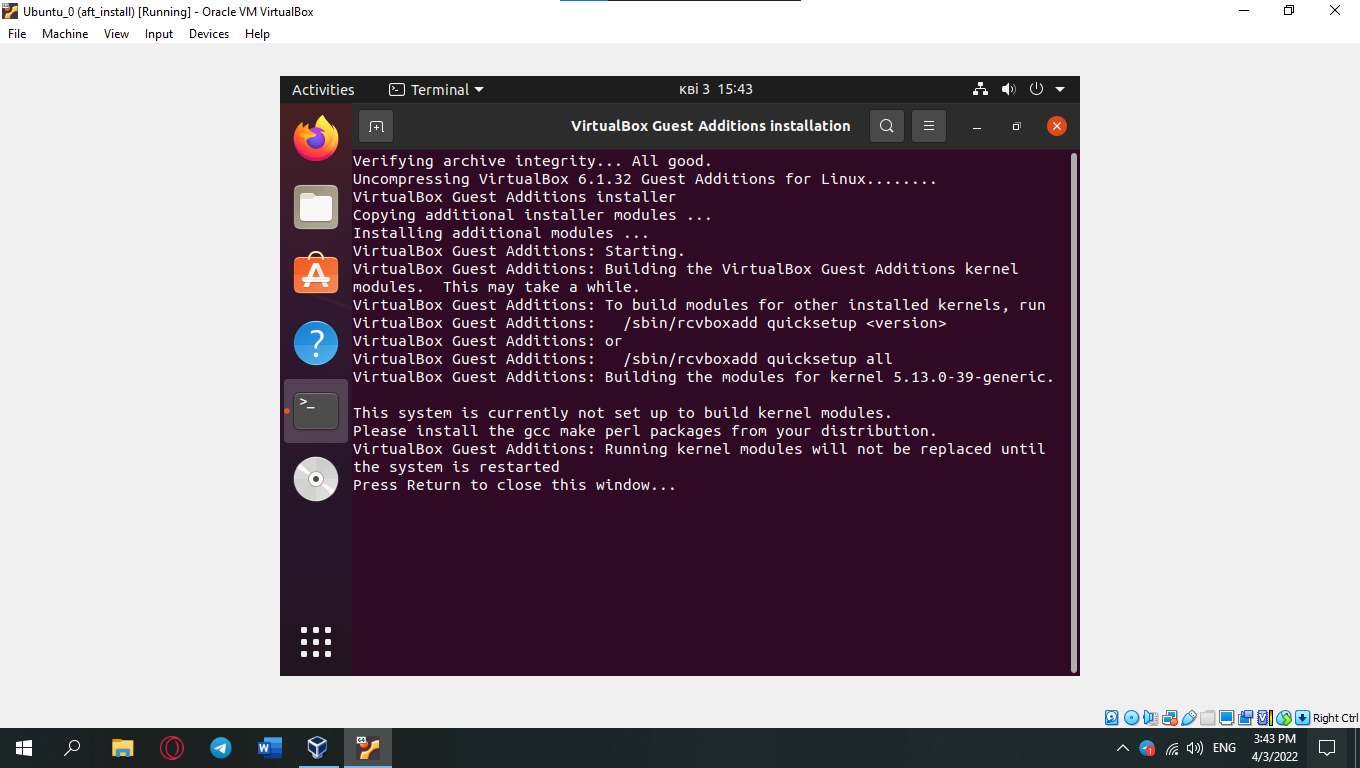 Ubuntu_0 (aft_install) [Running] - Oracle VM VirtualBox
File Machine View Input Devices Help
Activities Terminal кві 3 15:43
VirtualBox Guest Additions installation
Verifying archive integrity... All good.
Uncompressing VirtualBox 6.1.32 Guest Additions for Linux........
VirtualBox Guest Additions installer
Copying additional installer modules ...
Installing additional modules ...
VirtualBox Guest Additions: Starting.
VirtualBox Guest Additions: Building the VirtualBox Guest Additions kernel
modules.  This may take a while.
VirtualBox Guest Additions: To build modules for other installed kernels, run
VirtualBox Guest Additions:   /sbin/rcvboxadd quicksetup <version>
VirtualBox Guest Additions: or
VirtualBox Guest Additions:   /sbin/rcvboxadd quicksetup all
VirtualBox Guest Additions: Building the modules for kernel 5.13.0-39-generic.
This system is currently not set up to build kernel modules.
Please install the gcc make perl packages from your distribution.
VirtualBox Guest Additions: Running kernel modules will not be replaced until
the system is restarted
Press Return to close this window...
Right Ctrl
ENG
3:43 PM
4/3/2022